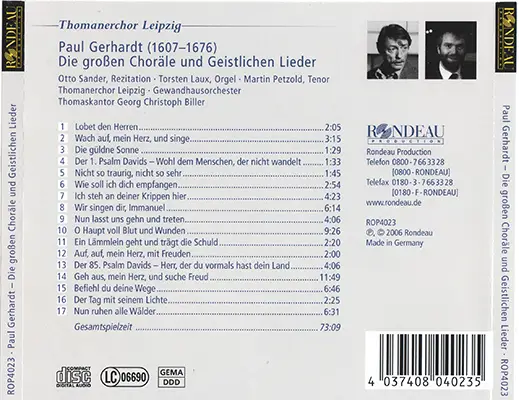 Thomanerchor Leipzig
Paul Gerhardt (1607–1676)
Die großen Choräle und Geistlichen Lieder
Otto Sander, Rezitation · Torsten Laux, Orgel · Martin Petzold, Tenor
Thomanerchor Leipzig · Gewandhausorchester
Thomaskantor Georg Christoph Biller
1 Lobet den Herren 2:05
2 Wach auf, mein Herz, und singe 3:15
3 Die güldne Sonne 1:29
4 Der 1. Psalm Davids – Wohl dem Menschen, der nicht wandelt 1:33
5 Nicht so traurig, nicht so sehr 1:45
6 Wie soll ich dich empfangen 2:54
7 Ich steh an deiner Krippen hier 4:23
8 Wir singen dir, Immanuel 6:14
9 Nun lasst uns gehn und treten 4:06
10 O Haupt voll Blut und Wunden 9:26
11 Ein Lämmlein geht und trägt die Schuld 2:20
12 Auf, auf, mein Herz, mit Freuden 2:00
13 Der 85. Psalm Davids – Herr, der du vormals hast dein Land 4:06
14 Geh aus, mein Herz, und suche Freud 11:49
15 Befiehl du deine Wege 6:46
16 Der Tag mit seinem Lichte 2:25
17 Nun ruhen alle Wälder 6:31
Gesamtspielzeit 73:09
RONDEAU
PRODUCTION
Rondeau Production
Telefon 0800-7663328
[0800-RONDEAU]
Telefax 0180-3-7663328
[0180-F-RONDEAU]
www.rondeau.de
ROP4023
℗, © 2006 Rondeau
Made in Germany
COMPACT
disc
DIGITAL AUDIO
LC 06690
GEMA
DDD
4 037408 040235
ROP4023 · Paul Gerhardt – Die großen Choräle und Geistlichen Lieder
RONDEAU
Paul Gerhardt – Die großen Choräle und Geistlichen Lieder · ROP4023
RONDEAU